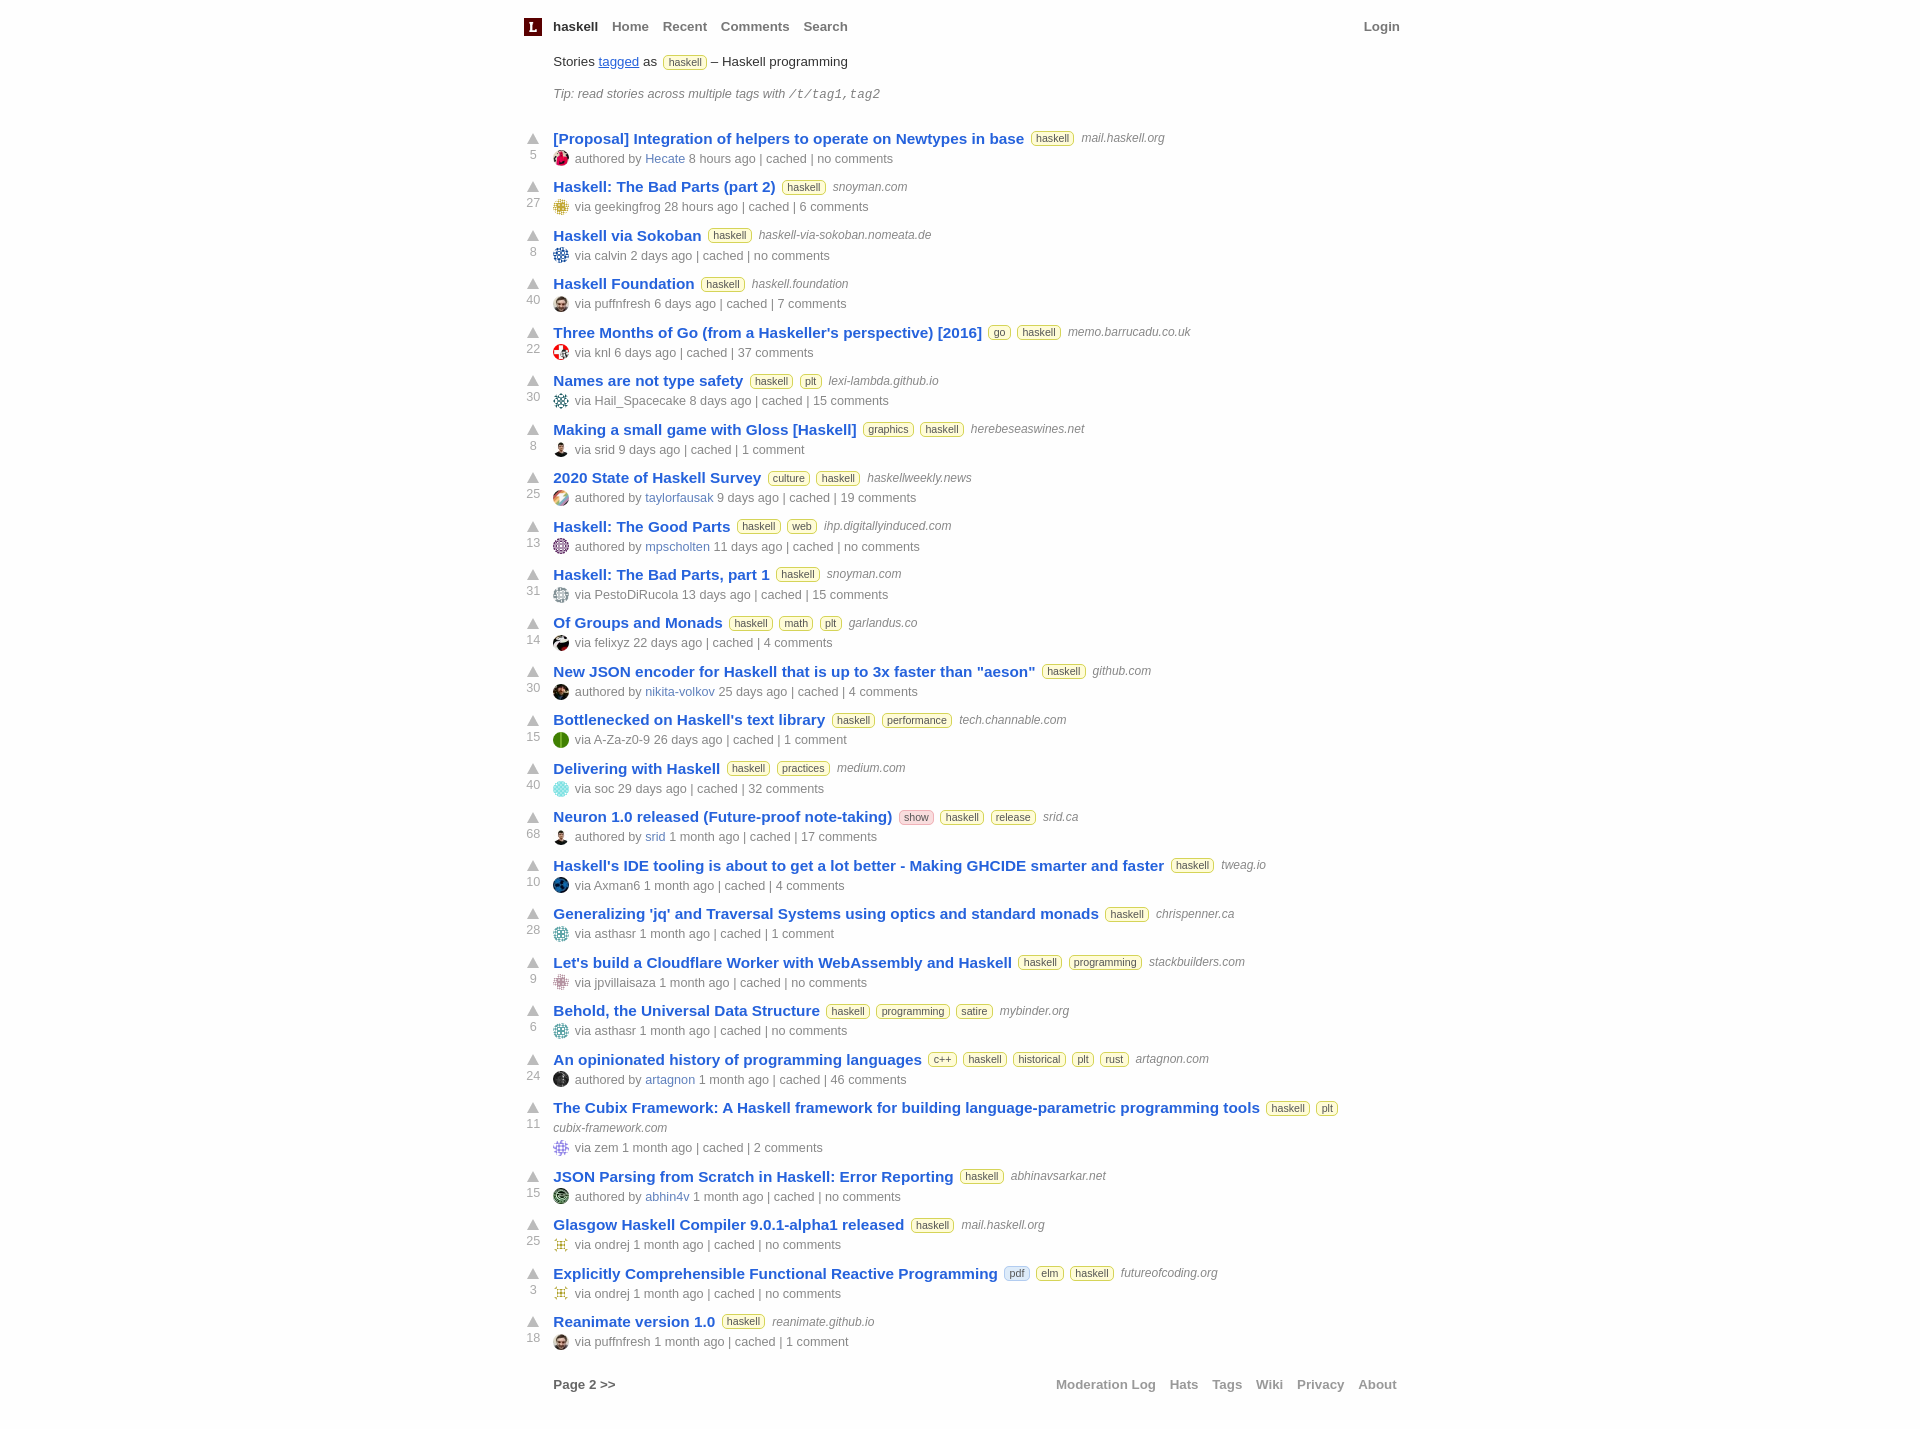 L haskell Home Recent Comments Search Login
Stories tagged as haskell – Haskell programming
Tip: read stories across multiple tags with /t/tag1,tag2
[Proposal] Integration of helpers to operate on Newtypes in base haskell mail.haskell.org
5 authored by Hecate 8 hours ago | cached | no comments
Haskell: The Bad Parts (part 2) haskell snoyman.com
27 via geekingfrog 28 hours ago | cached | 6 comments
Haskell via Sokoban haskell haskell-via-sokoban.nomeata.de
8 via calvin 2 days ago | cached | no comments
Haskell Foundation haskell haskell.foundation
40 via puffnfresh 6 days ago | cached | 7 comments
Three Months of Go (from a Haskeller's perspective) [2016] go haskell memo.barrucadu.co.uk
22 via knl 6 days ago | cached | 37 comments
Names are not type safety haskell plt lexi-lambda.github.io
30 via Hail_Spacecake 8 days ago | cached | 15 comments
Making a small game with Gloss [Haskell] graphics haskell herebeseaswines.net
8 via srid 9 days ago | cached | 1 comment
2020 State of Haskell Survey culture haskell haskellweekly.news
25 authored by taylorfausak 9 days ago | cached | 19 comments
Haskell: The Good Parts haskell web ihp.digitallyinduced.com
13 authored by mpscholten 11 days ago | cached | no comments
Haskell: The Bad Parts, part 1 haskell snoyman.com
31 via PestoDiRucola 13 days ago | cached | 15 comments
Of Groups and Monads haskell math plt garlandus.co
14 via felixyz 22 days ago | cached | 4 comments
New JSON encoder for Haskell that is up to 3x faster than "aeson" haskell github.com
30 authored by nikita-volkov 25 days ago | cached | 4 comments
Bottlenecked on Haskell's text library haskell performance tech.channable.com
15 via A-Za-z0-9 26 days ago | cached | 1 comment
Delivering with Haskell haskell practices medium.com
40 via soc 29 days ago | cached | 32 comments
Neuron 1.0 released (Future-proof note-taking) show haskell release srid.ca
68 authored by srid 1 month ago | cached | 17 comments
Haskell's IDE tooling is about to get a lot better - Making GHCIDE smarter and faster haskell tweag.io
10 via Axman6 1 month ago | cached | 4 comments
Generalizing 'jq' and Traversal Systems using optics and standard monads haskell chrispenner.ca
28 via asthasr 1 month ago | cached | 1 comment
Let's build a Cloudflare Worker with WebAssembly and Haskell haskell programming stackbuilders.com
9 via jpvillaisaza 1 month ago | cached | no comments
Behold, the Universal Data Structure haskell programming satire mybinder.org
6 via asthasr 1 month ago | cached | no comments
An opinionated history of programming languages c++ haskell historical plt rust artagnon.com
24 authored by artagnon 1 month ago | cached | 46 comments
The Cubix Framework: A Haskell framework for building language-parametric programming tools haskell plt
11 cubix-framework.com
via zem 1 month ago | cached | 2 comments
JSON Parsing from Scratch in Haskell: Error Reporting haskell abhinavsarkar.net
15 authored by abhin4v 1 month ago | cached | no comments
Glasgow Haskell Compiler 9.0.1-alpha1 released haskell mail.haskell.org
25 via ondrej 1 month ago | cached | no comments
Explicitly Comprehensible Functional Reactive Programming pdf elm haskell futureofcoding.org
3 via ondrej 1 month ago | cached | no comments
Reanimate version 1.0 haskell reanimate.github.io
18 via puffnfresh 1 month ago | cached | 1 comment
Page 2 >> Moderation Log Hats Tags Wiki Privacy About